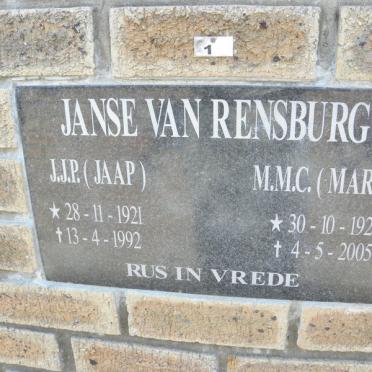 1
JANSE VAN RENSBURG
J.J.P. ( JAAP ) M.M.C. ( MAR
★ 28 - 11 - 1921 ★ 30 - 10 - 192
✝ 13 - 4 - 1992 ✝ 4 - 5 - 2005
RUS IN VREDE